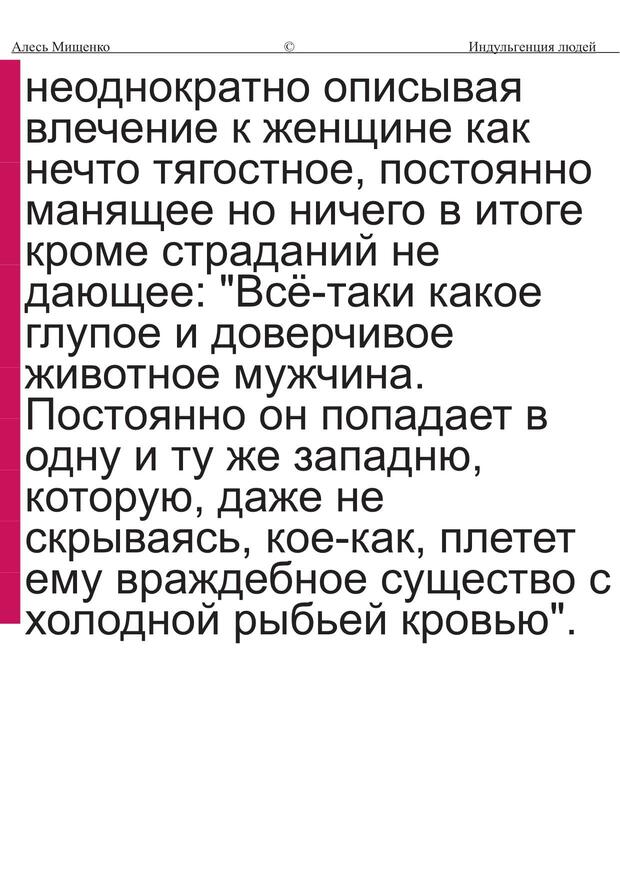 Алесь Мищенко © Индульгенция людей
неоднократно описывая
влечение к женщине как
нечто тягостное, постоянно
манящее но ничего в итоге
кроме страданий не
дающее: "Всё-таки какое
глупое и доверчивое
животное мужчина.
Постоянно он попадает в
одну и ту же западню,
которую, даже не
скрываясь, кое-как, плетет
ему враждебное существо с
холодной рыбьей кровью".